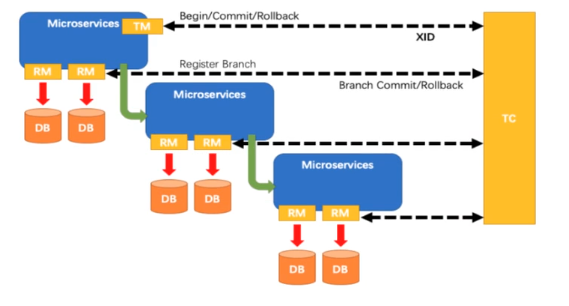 Begin/Commit/Rollback
Microservices
TM
XID
Register Branch
RM RM
Branch Commit/Rollback
Microservices
TC
DB DB
RM RM
Microservices
DB DB
RM RM
DB DB